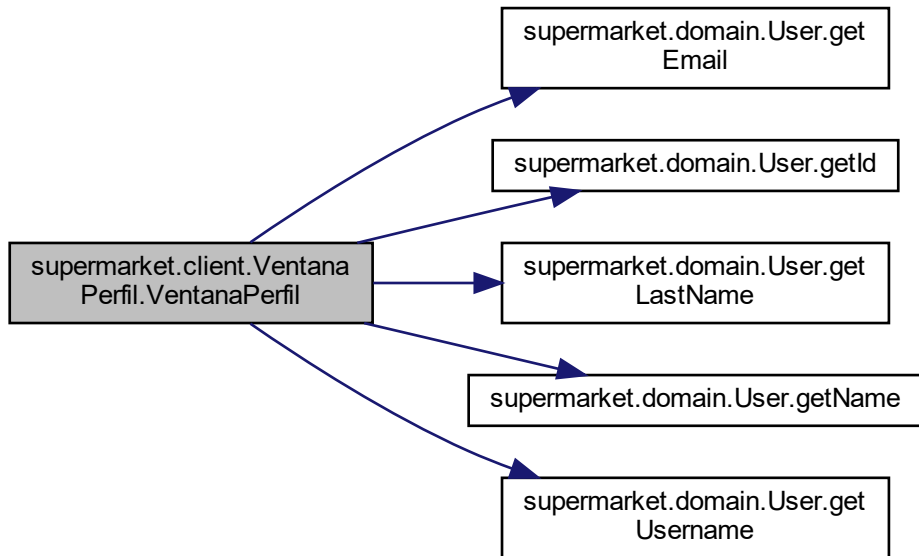 supermarket.domain.User.get
Email
supermarket.domain.User.getId
supermarket.client.Ventana
Perfil.VentanaPerfil
supermarket.domain.User.get
LastName
supermarket.domain.User.getName
supermarket.domain.User.get
Username